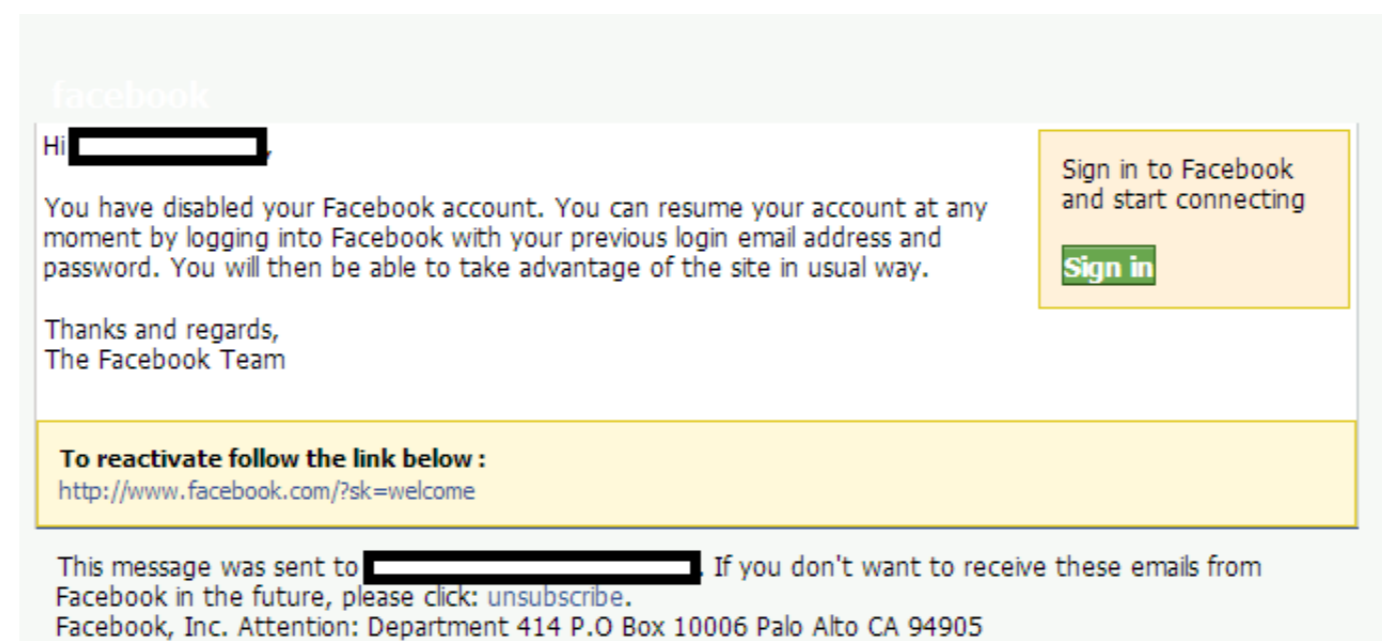 facebook
Hi ,
You have disabled your Facebook account. You can resume your account at any
moment by logging into Facebook with your previous login email address and
password. You will then be able to take advantage of the site in usual way.
Thanks and regards,
The Facebook Team
Sign in to Facebook
and start connecting
Sign in
To reactivate follow the link below :
http://www.facebook.com/?sk=welcome
This message was sent to . If you don't want to receive these emails from
Facebook in the future, please click: unsubscribe.
Facebook, Inc. Attention: Department 414 P.O Box 10006 Palo Alto CA 94905